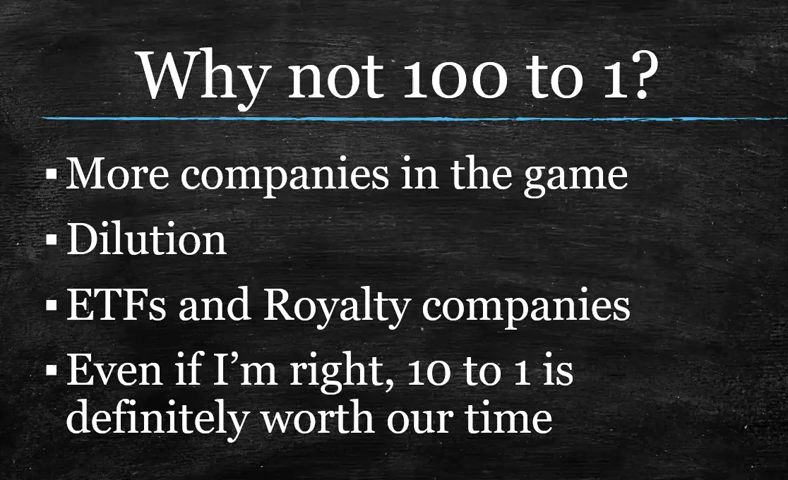 Why not 100 to 1?
▪ More companies in the game
▪ Dilution
▪ ETFs and Royalty companies
▪ Even if I’m right, 10 to 1 is
definitely worth our time